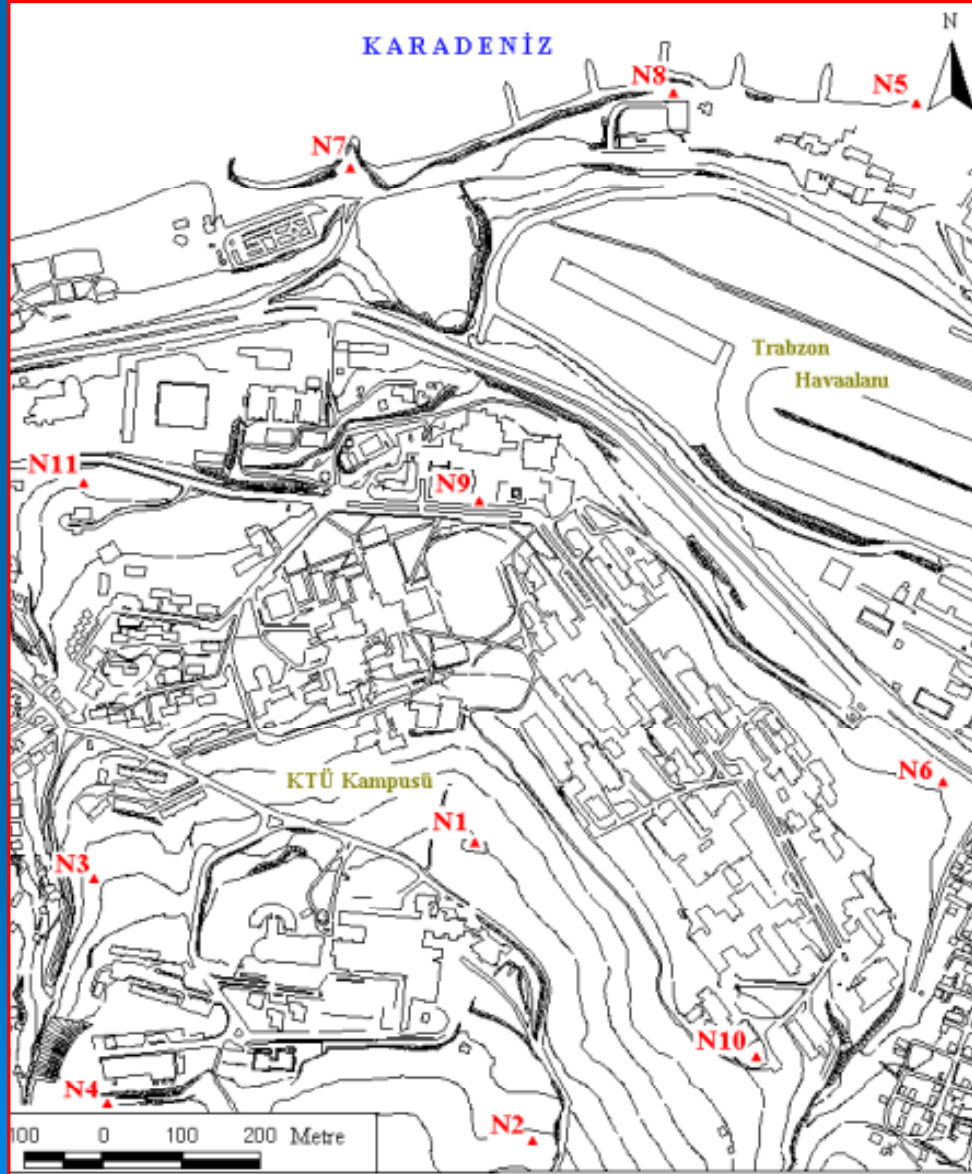 N
KARADENİZ
N8
N5
N7
Trabzon
Havaalanı
N11
N9
N6
KTÜ Kampusü
N1
N3
N10
N4
N2
100 0 100 200 Metre